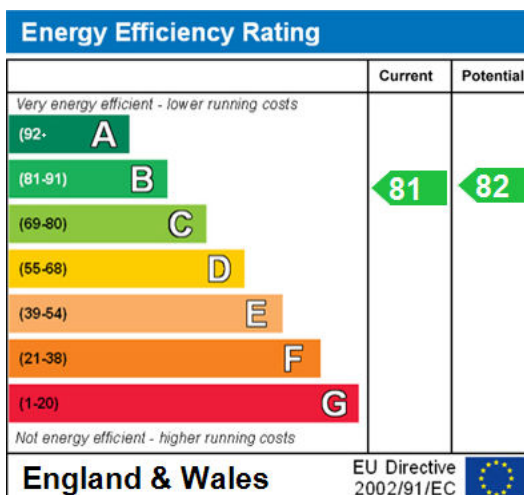 Energy Efficiency Rating
Current Potential
Very energy efficient - lower running costs
(92- A
(81-91) B
81 82
(69-80) C
(55-68) D
(39-54) E
(21-38) F
(1-20) G
Not energy efficient - higher running costs
England & Wales
EU Directive
2002/91/EC